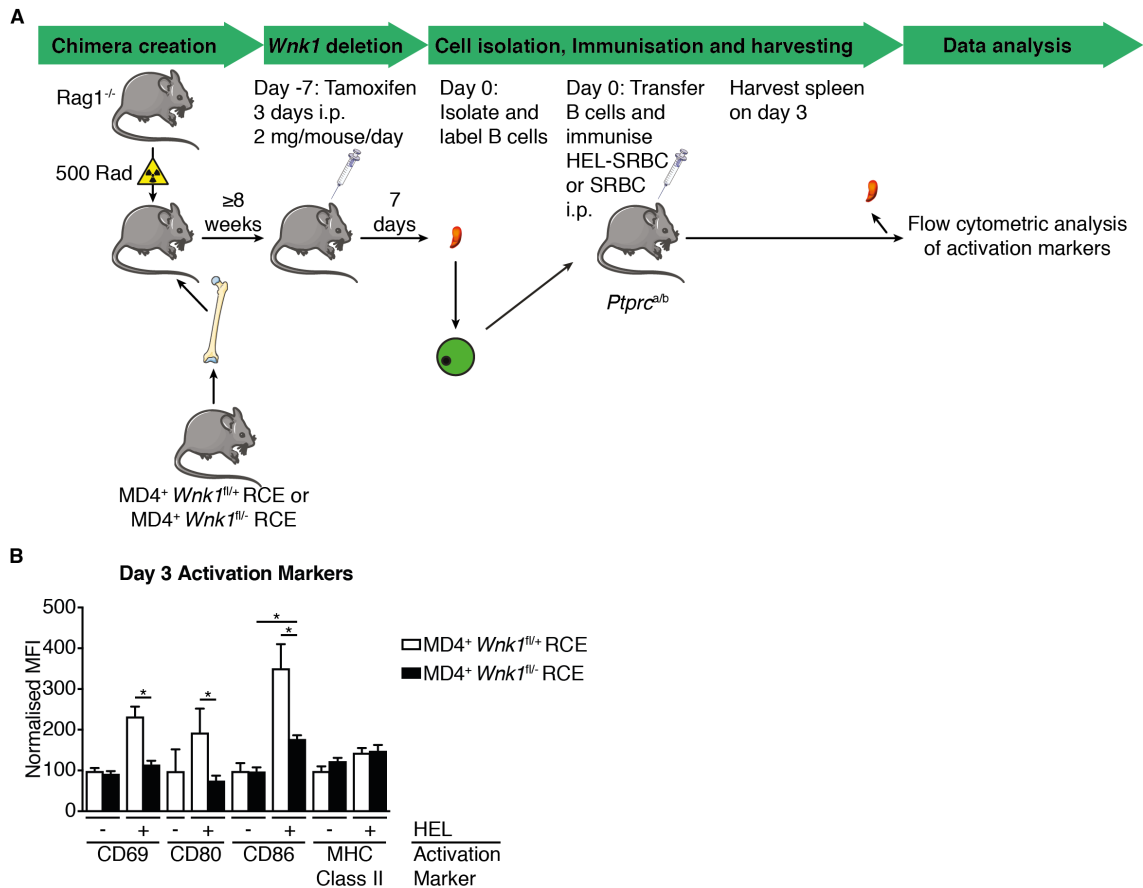 A
Chimera creation
Wnk1 deletion
Cell isolation, Immunisation and harvesting
Data analysis
Rag1-/-
500 Rad
≥8
weeks
Day -7: Tamoxifen
3 days i.p.
2 mg/mouse/day
7
days
Day 0:
Isolate and
label B cells
Day 0: Transfer
B cells and
immunise
HEL-SRBC
or SRBC
i.p.
Ptprca/b
Harvest spleen
on day 3
Flow cytometric analysis
of activation markers
MD4+ Wnk1fl/+ RCE or
MD4+ Wnk1fl/- RCE
B
Day 3 Activation Markers
Normalised MFI
500
400
300
200
100
0
* * * *
MD4+ Wnk1fl/+ RCE
MD4+ Wnk1fl/- RCE
- + - + - + - + HEL
CD69 CD80 CD86 MHC Class II
Activation
Marker